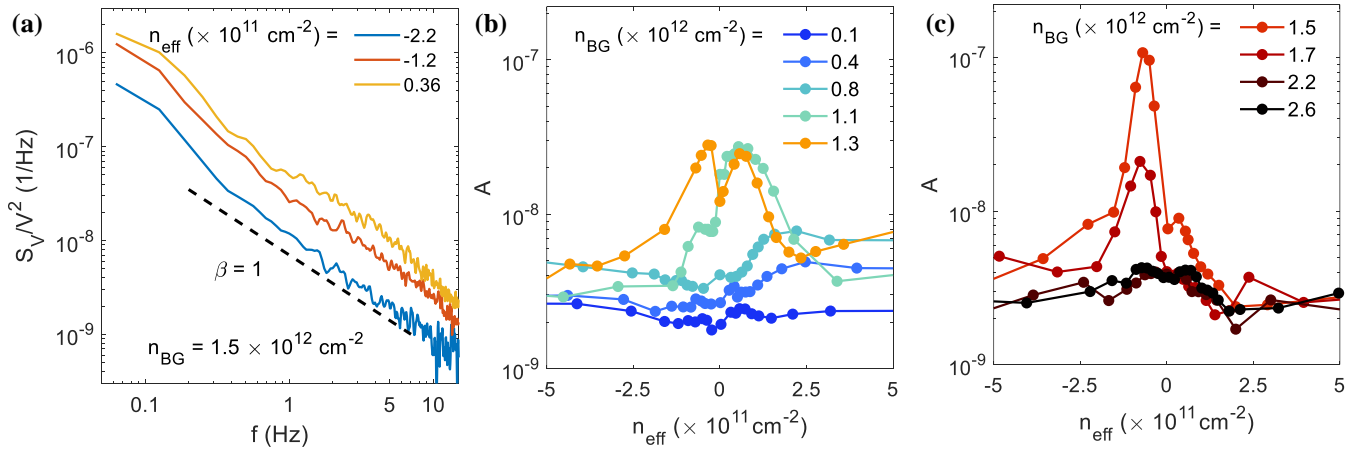 (a)
n_eff (× 10^11 cm^-2) =
-2.2
-1.2
0.36
10^-6
10^-7
10^-8
10^-9
S_V/V^2 (1/Hz)
β = 1
n_BG = 1.5 × 10^12 cm^-2
0.1
1
5
10
f (Hz)
(b)
n_BG (× 10^12 cm^-2) =
0.1
0.4
0.8
1.1
1.3
10^-7
10^-8
10^-9
A
-5
-2.5
0
2.5
5
n_eff (× 10^11 cm^-2)
(c)
n_BG (× 10^12 cm^-2) =
1.5
1.7
2.2
2.6
10^-7
10^-8
10^-9
A
-5
-2.5
0
2.5
5
n_eff (× 10^11 cm^-2)